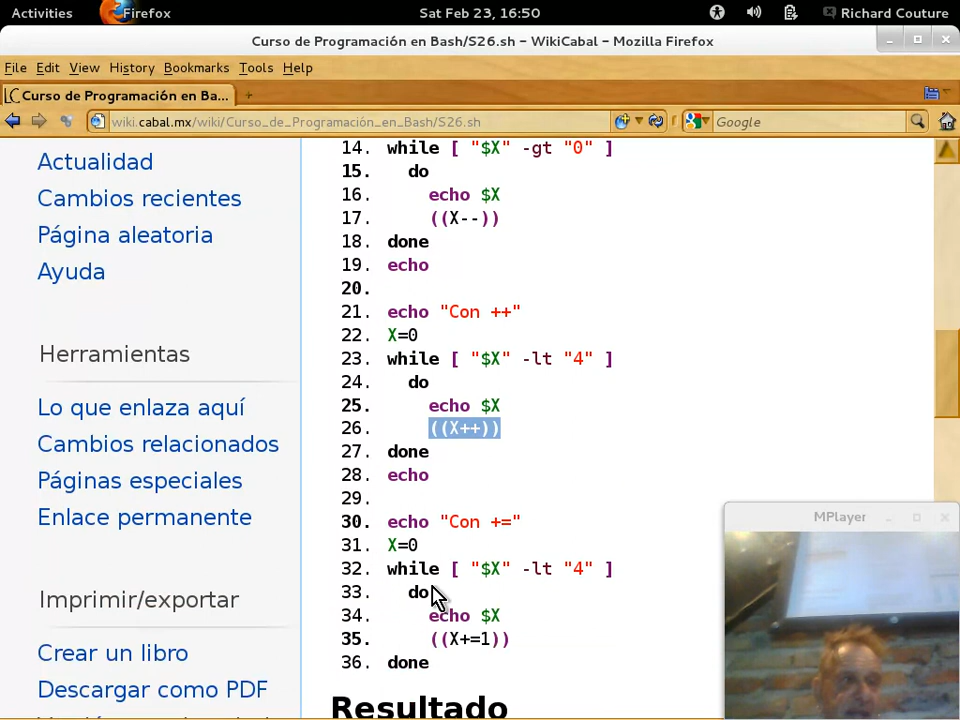 Activities Firefox Sat Feb 23, 16:50 Richard Couture
Curso de Programación en Bash/S26.sh - WikiCabal - Mozilla Firefox
File Edit View History Bookmarks Tools Help
Curso de Programación en Ba...
wiki.cabal.mx/wiki/Curso_de_Programación_en_Bash/S26.sh Google
Actualidad
Cambios recientes
Página aleatoria
Ayuda
Herramientas
Lo que enlaza aquí
Cambios relacionados
Páginas especiales
Enlace permanente
Imprimir/exportar
Crear un libro
Descargar como PDF
14. while [ "$X" -gt "0" ]
15. do
16. echo $X
17. ((X--))
18. done
19. echo
20.
21. echo "Con ++"
22. X=0
23. while [ "$X" -lt "4" ]
24. do
25. echo $X
26. ((X++))
27. done
28. echo
29.
30. echo "Con +="
31. X=0
32. while [ "$X" -lt "4" ]
33. do
34. echo $X
35. ((X+=1))
36. done
Resultado
MPlayer